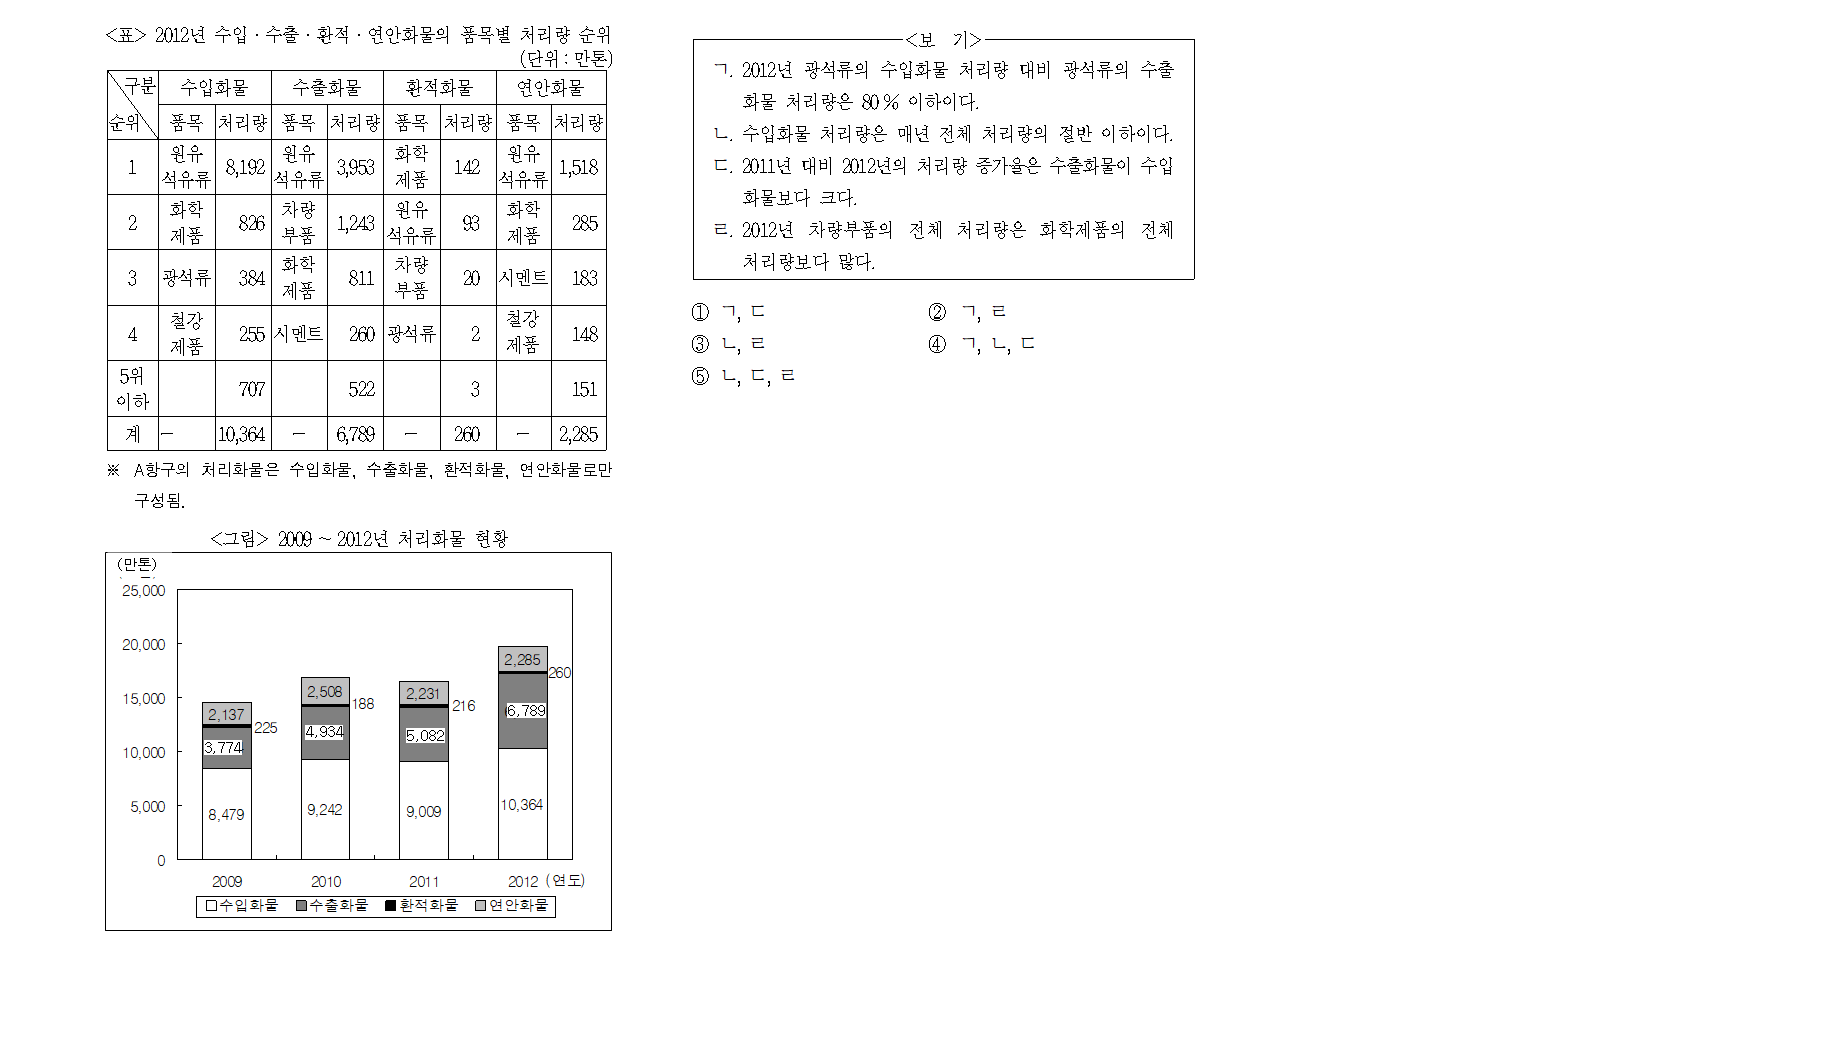 <표> 2012년 수입·수출·환적·연안화물의 품목별 처리량 순위
(단위 : 만톤)
구분 수입화물 수출화물 환적화물 연안화물
순위 품목 처리량 품목 처리량 품목 처리량 품목 처리량
1 원유 석유류 8,192 원유 석유류 3,953 화학 제품 142 원유 석유류 1,518
2 화학 제품 826 차량 부품 1,243 원유 석유류 93 화학 제품 285
3 광석류 384 화학 제품 811 차량 부품 20 시멘트 183
4 철강 제품 255 시멘트 260 광석류 2 철강 제품 148
5위 이하 707 522 3 151
계 － 10,364 － 6,789 － 260 － 2,285
※ A항구의 처리화물은 수입화물, 수출화물, 환적화물, 연안화물로만
구성됨.
<그림> 2009 ~ 2012년 처리화물 현황
(만톤)
25,000
20,000
15,000
10,000
5,000
0
2,137
225
3,774
8,479
2,508
188
4,934
9,242
2,231
216
5,082
9,009
2,285
260
6,789
10,364
2009 2010 2011 2012 (연도)
수입화물 수출화물 환적화물 연안화물
<보 기>
ㄱ. 2012년 광석류의 수입화물 처리량 대비 광석류의 수출
화물 처리량은 80% 이하이다.
ㄴ. 수입화물 처리량은 매년 전체 처리량의 절반 이하이다.
ㄷ. 2011년 대비 2012년의 처리량 증가율은 수출화물이 수입
화물보다 크다.
ㄹ. 2012년 차량부품의 전체 처리량은 화학제품의 전체
처리량보다 많다.
① ㄱ, ㄷ ② ㄱ, ㄹ
③ ㄴ, ㄹ ④ ㄱ, ㄴ, ㄷ
⑤ ㄴ, ㄷ, ㄹ